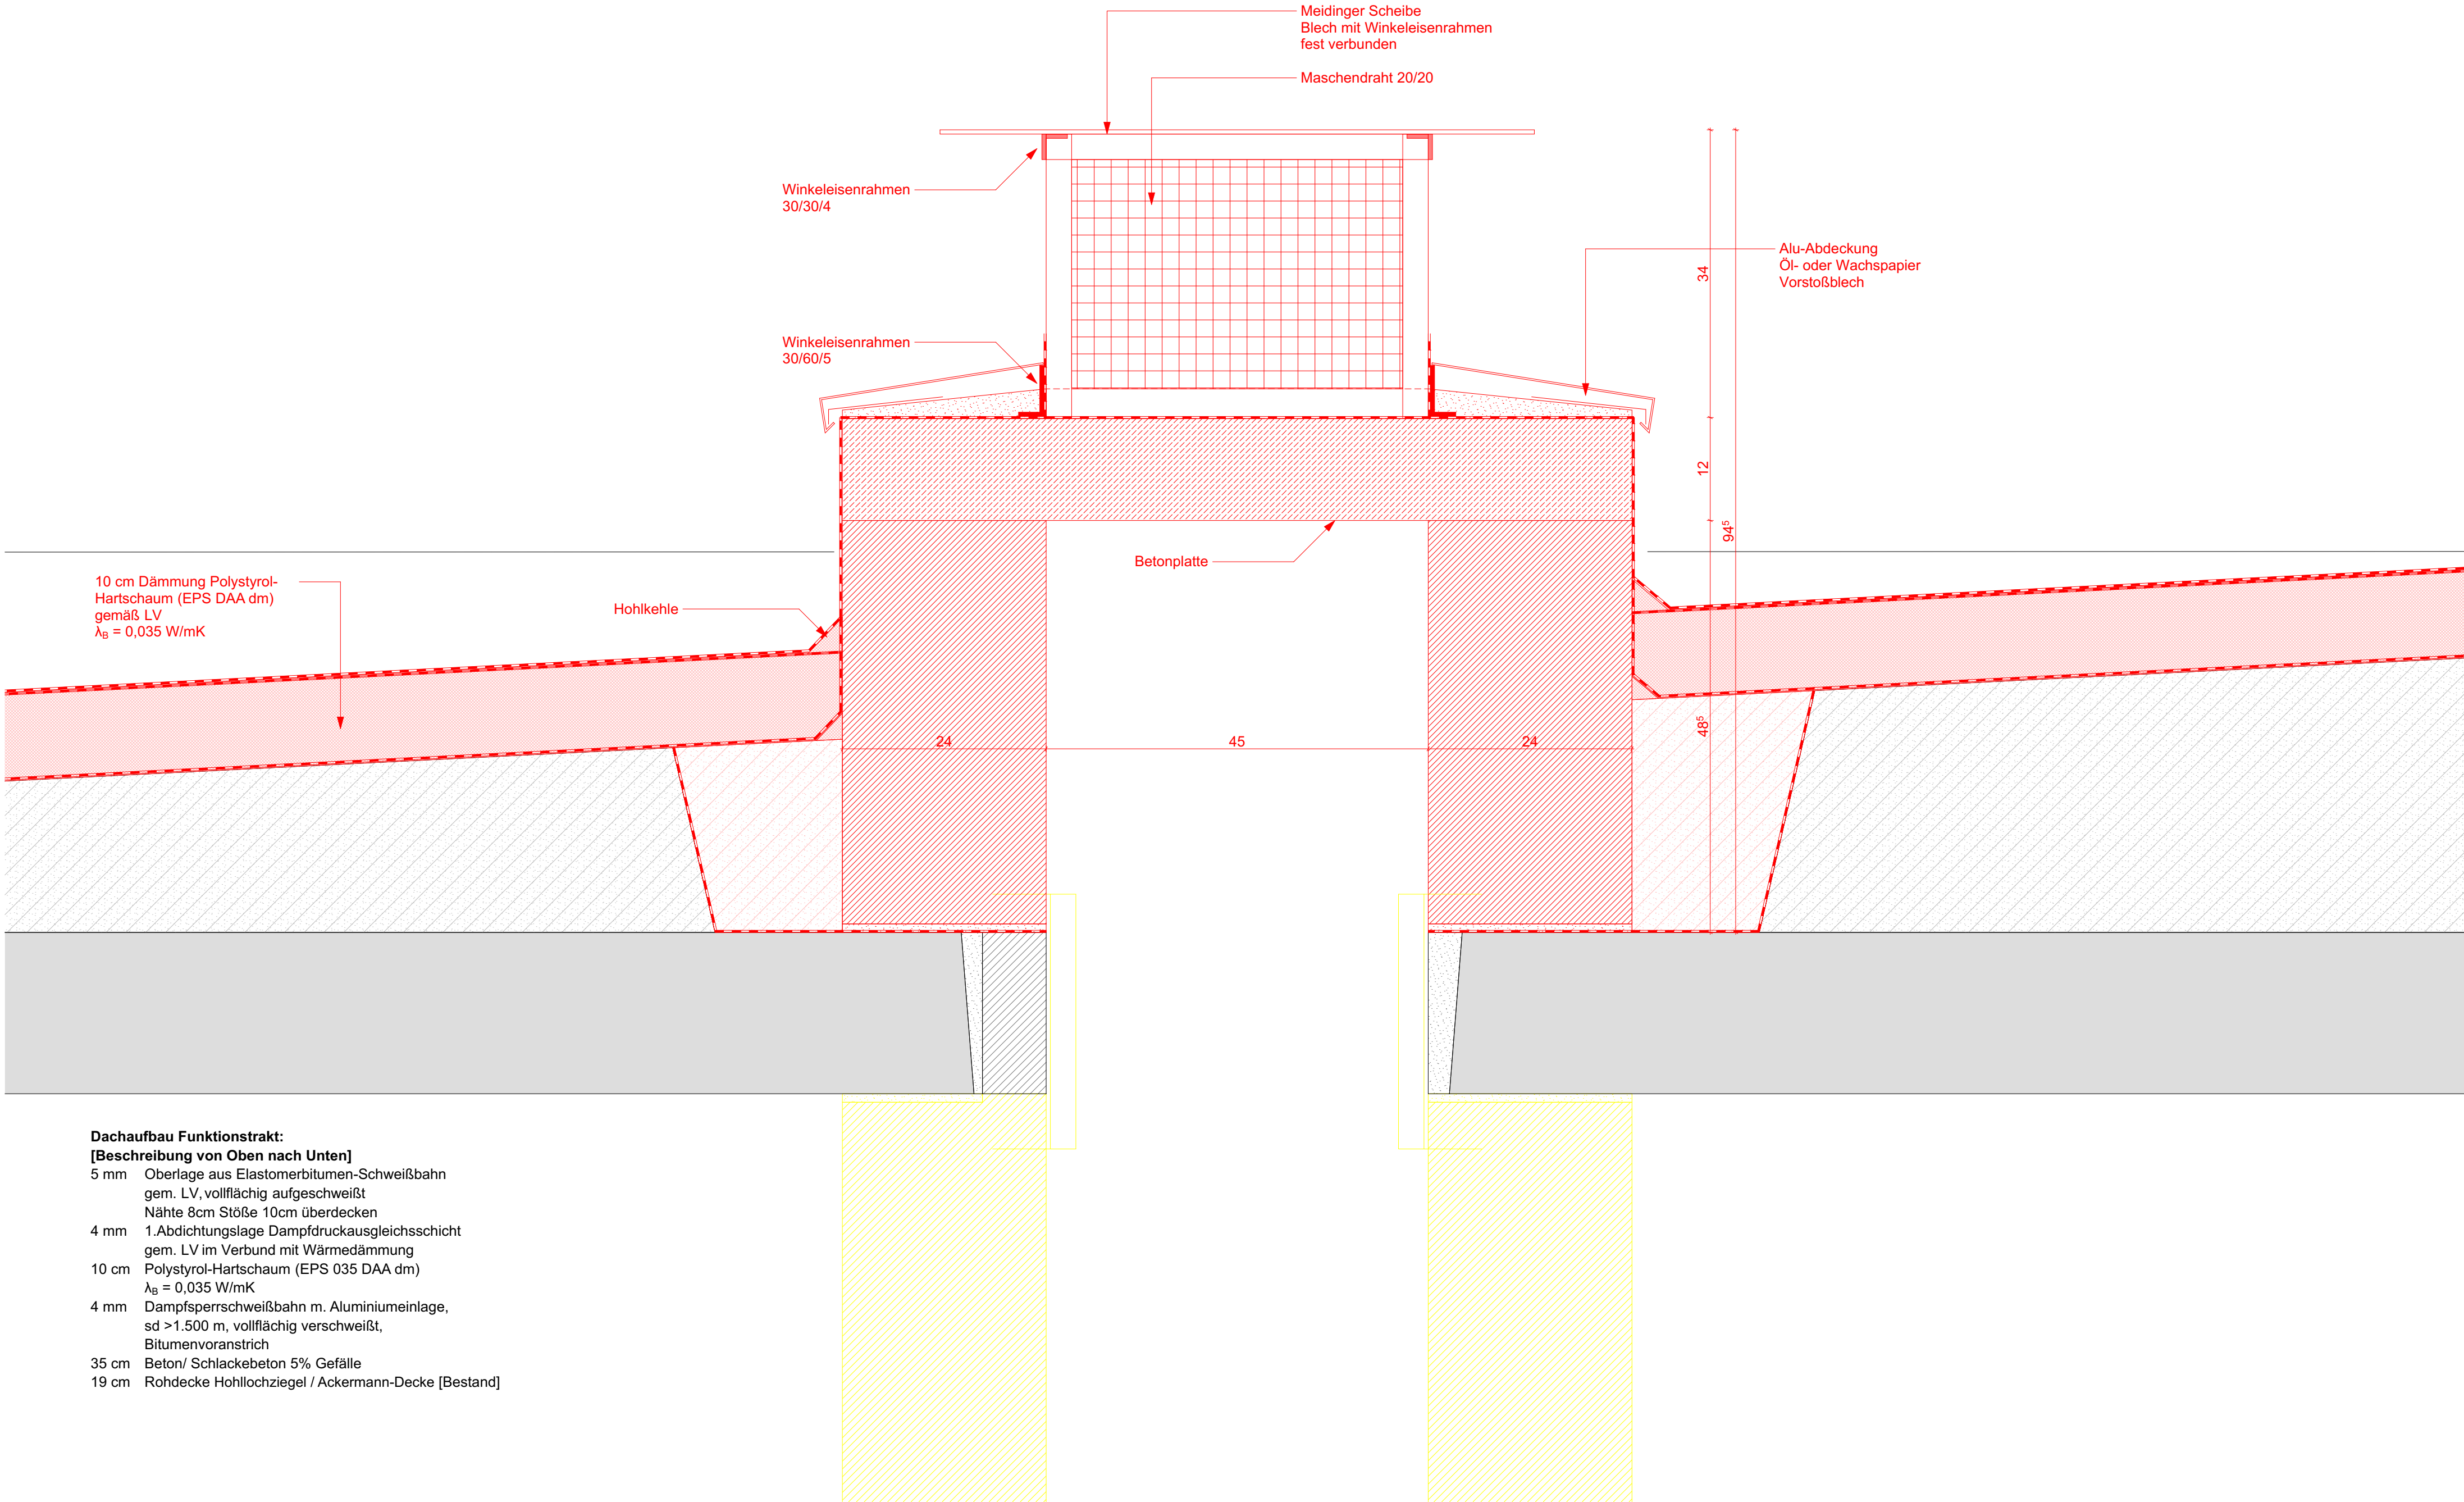 Meidinger Scheibe
Blech mit Winkeleisenrahmen
fest verbunden
Maschendraht 20/20
Winkeleisenrahmen
30/30/4
Alu-Abdeckung
Öl- oder Wachspapier
Vorstoßblech
34
Winkeleisenrahmen
30/60/5
12
94⁵
Betonplatte
10 cm Dämmung Polystyrol-
Hartschaum (EPS DAA dm)
gemäß LV
λB = 0,035 W/mK
Hohlkehle
48⁵
24
45
24
Dachaufbau Funktionstrakt:
[Beschreibung von Oben nach Unten]
5 mm Oberlage aus Elastomerbitumen-Schweißbahn
gem. LV, vollflächig aufgeschweißt
Nähte 8cm Stöße 10cm überdecken
4 mm 1.Abdichtungslage Dampfdruckausgleichsschicht
gem. LV im Verbund mit Wärmedämmung
10 cm Polystyrol-Hartschaum (EPS 035 DAA dm)
λB = 0,035 W/mK
4 mm Dampfsperrschweißbahn m. Aluminiumeinlage,
sd >1.500 m, vollflächig verschweißt,
Bitumenvoranstrich
35 cm Beton/ Schlackebeton 5% Gefälle
19 cm Rohdecke Hohllochziegel / Ackermann-Decke [Bestand]